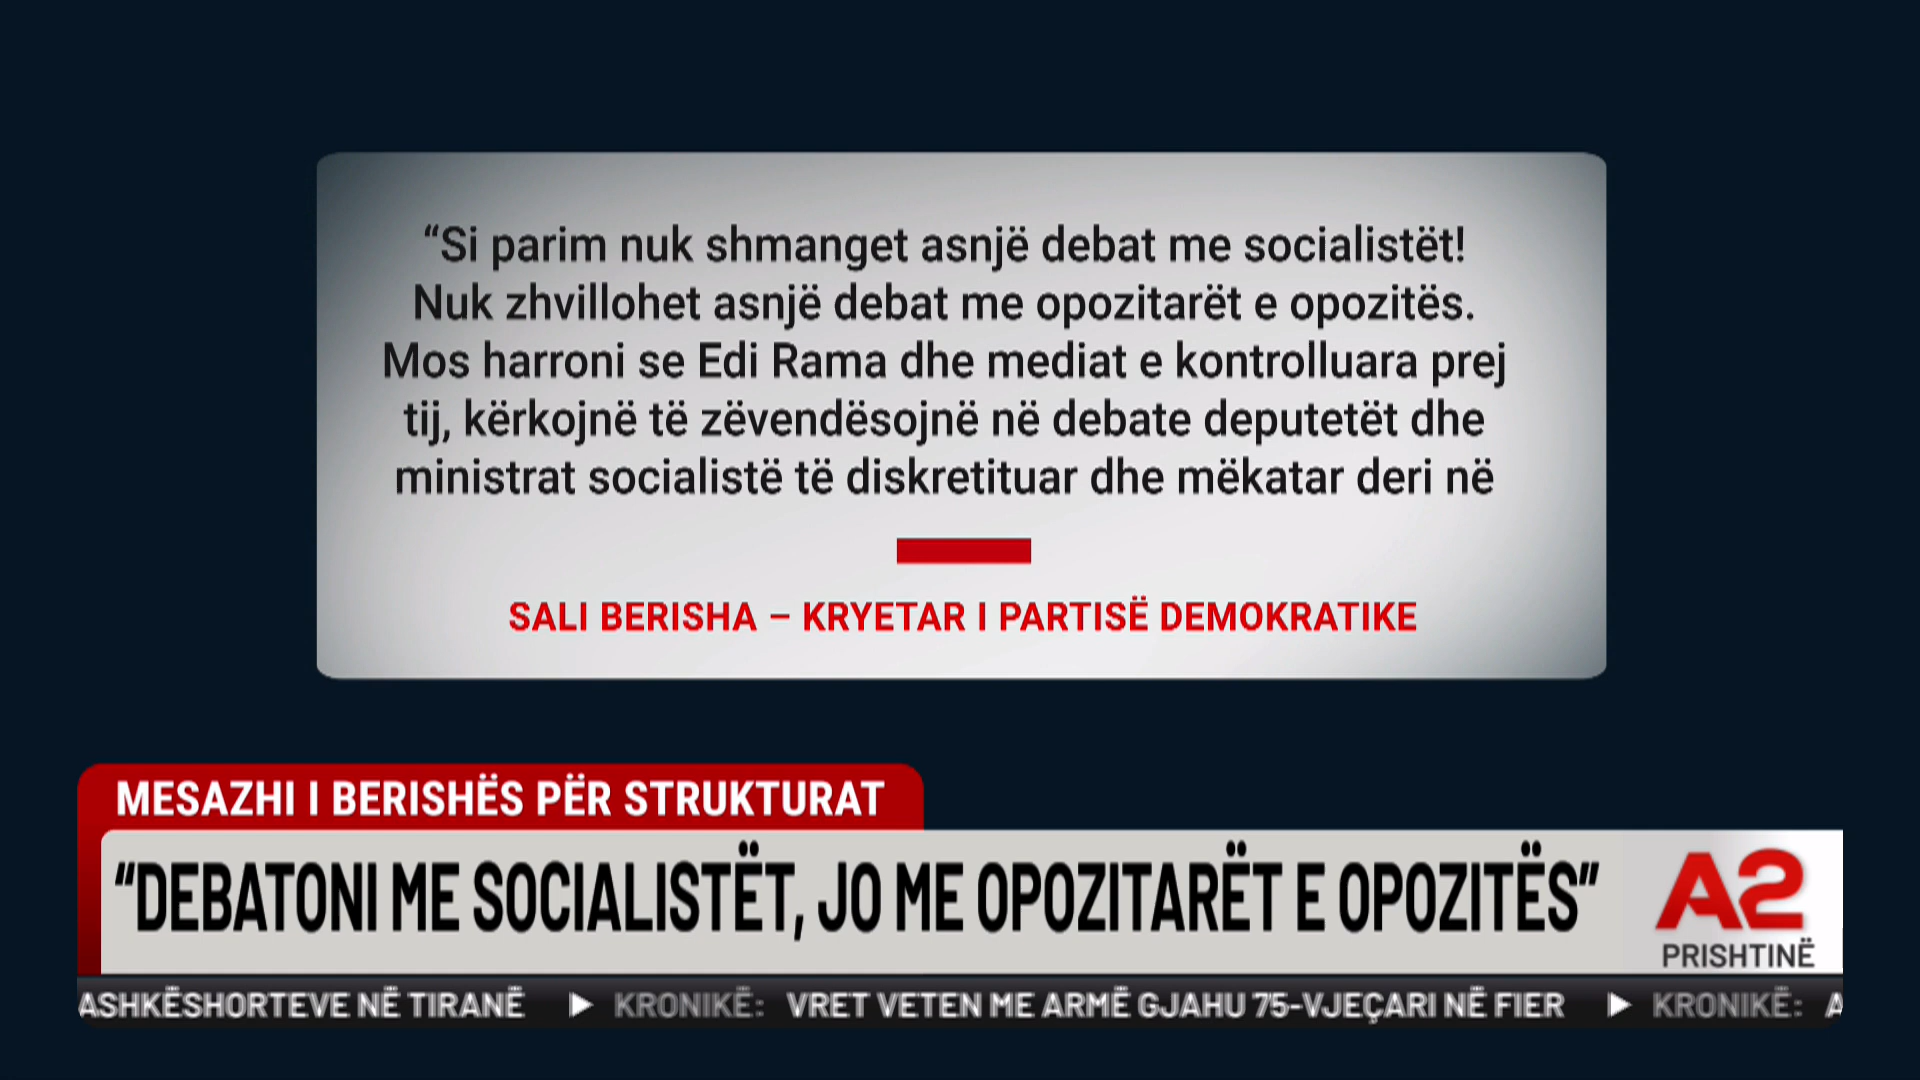 “Si parim nuk shmanget asnjë debat me socialistët!
Nuk zhvillohet asnjë debat me opozitarët e opozitës.
Mos harroni se Edi Rama dhe mediat e kontrolluara prej
tij, kërkojnë të zëvendësojnë në debate deputetët dhe
ministrat socialistë të diskretituar dhe mëkatar deri në
SALI BERISHA – KRYETAR I PARTISË DEMOKRATIKE
MESAZHI I BERISHËS PËR STRUKTURAT
“DEBATONI ME SOCIALISTËT, JO ME OPOZITARËT E OPOZITËS”
A2
PRISHTINË
ASHKËSHORTEVE NË TIRANË ▶ KRONIKË: VRET VETEN ME ARMË GJAHU 75-VJEÇARI NË FIER ▶ KRONIKË: A